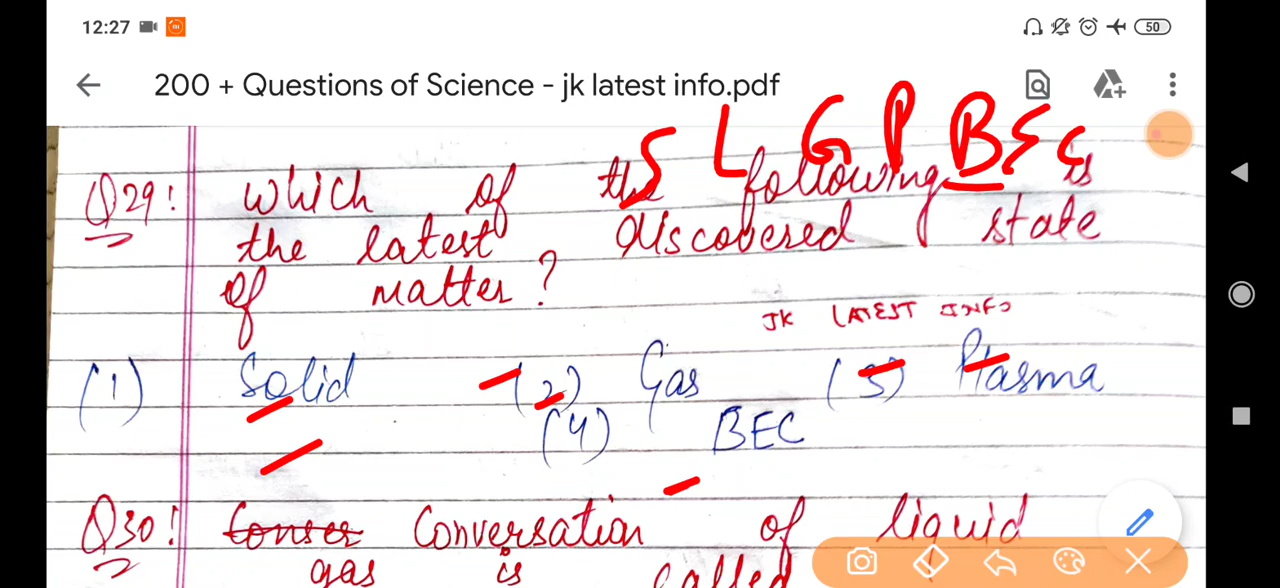 12:27
50
200 + Questions of Science - jk latest info.pdf
S L G P B E C
Q29! Which of the following is
the latest discovered state
of matter?
JK LATEST INFO
(1) Solid (2) Gas (3) Plasma
(4) BEC
Q30! Conser Conversation of liquid
gas is called